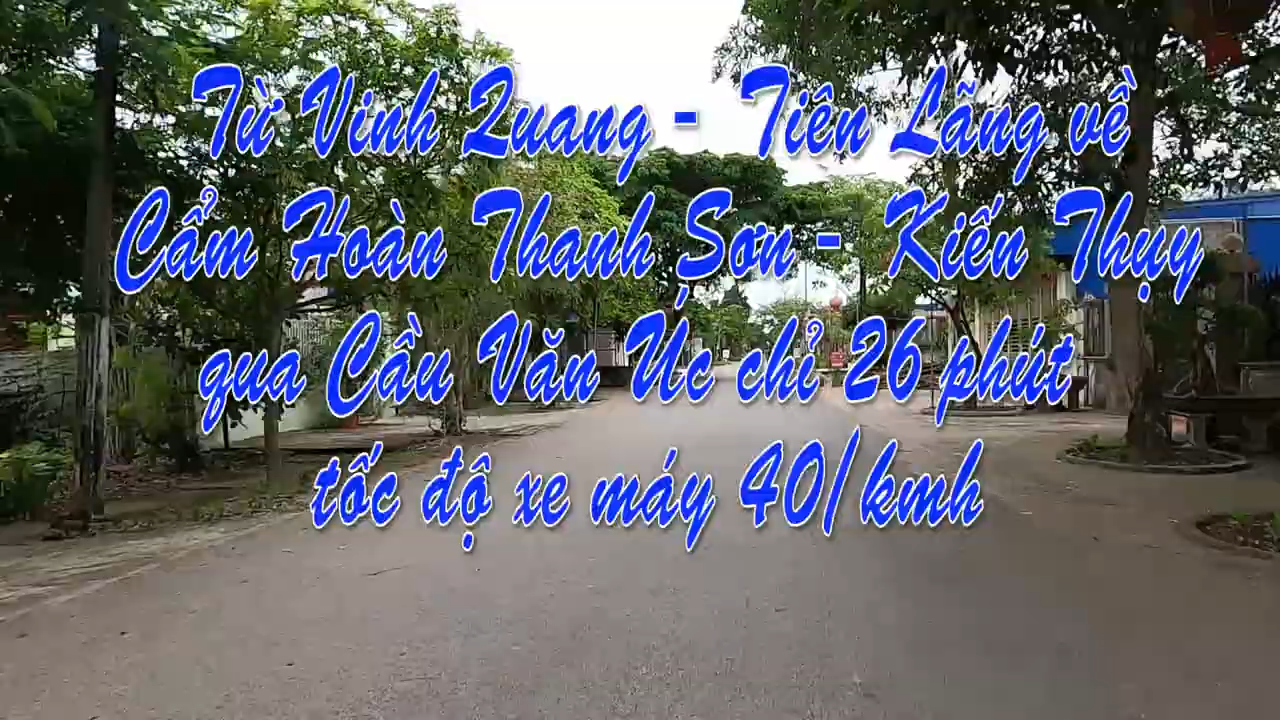 Từ Vinh Quang - Tiên Lãng về
Cẩm Hoàn Thanh Sơn - Kiến Thụy
qua Cầu Văn Úc chỉ 26 phút
tốc độ xe máy 40/kmh